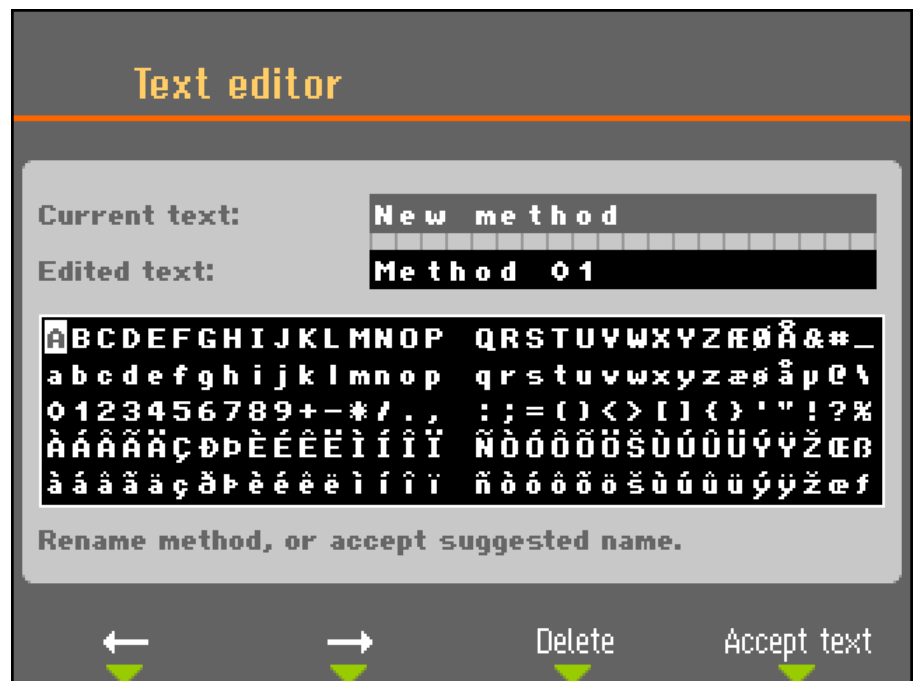 Text editor
Current text: New method
Edited text: Method 01
ABCDEFGHIJKLMNOP QRSTUVWXYZÆØÅ&#_
abcdefghijklmnop qrstuvwxyzæøåµ@\
0123456789+-*/., :;=()<>[]{}'"!?%
ÀÁÂÃÄÇÐÞÈÉÊËÌÍÎÏ ÑÒÓÔÕÖŠÙÚÛÜÝŸŽŒß
àáâãäçðÞèéêëìíîï ñòóôõöšùúûüýÿžœƒ
Rename method, or accept suggested name.
← → Delete Accept text